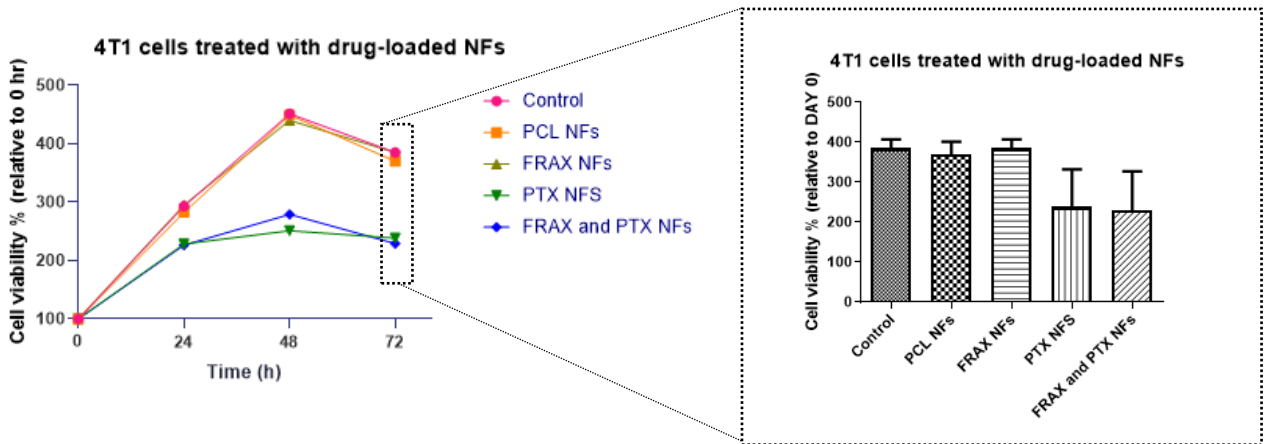 4T1 cells treated with drug-loaded NFs
Cell viability % (relative to 0 hr)
500
400
300
200
100
0
24
48
72
Time (h)
Control
PCL NFs
FRAX NFs
PTX NFS
FRAX and PTX NFs
4T1 cells treated with drug-loaded NFs
Cell viability % (relative to DAY 0)
500
400
300
200
100
0
Control
PCL NFs
FRAX NFs
PTX NFS
FRAX and PTX NFs